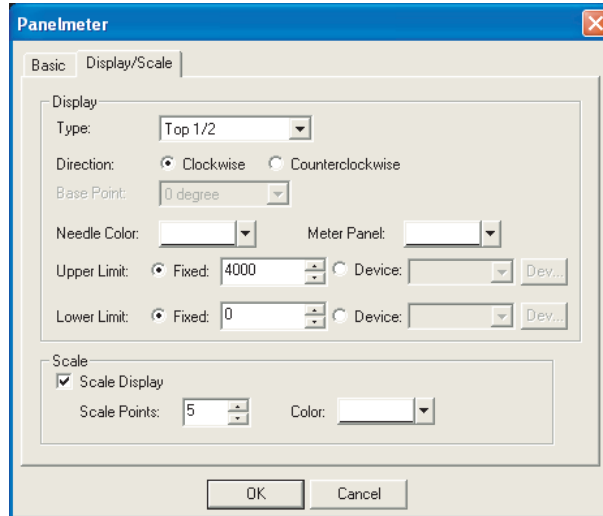 Panelmeter
Basic Display/Scale
Display
Type: Top 1/2
Direction: Clockwise Counterclockwise
Base Point: 0 degree
Needle Color: Meter Panel:
Upper Limit: Fixed: 4000 Device: Dev...
Lower Limit: Fixed: 0 Device: Dev...
Scale
Scale Display
Scale Points: 5 Color:
OK Cancel